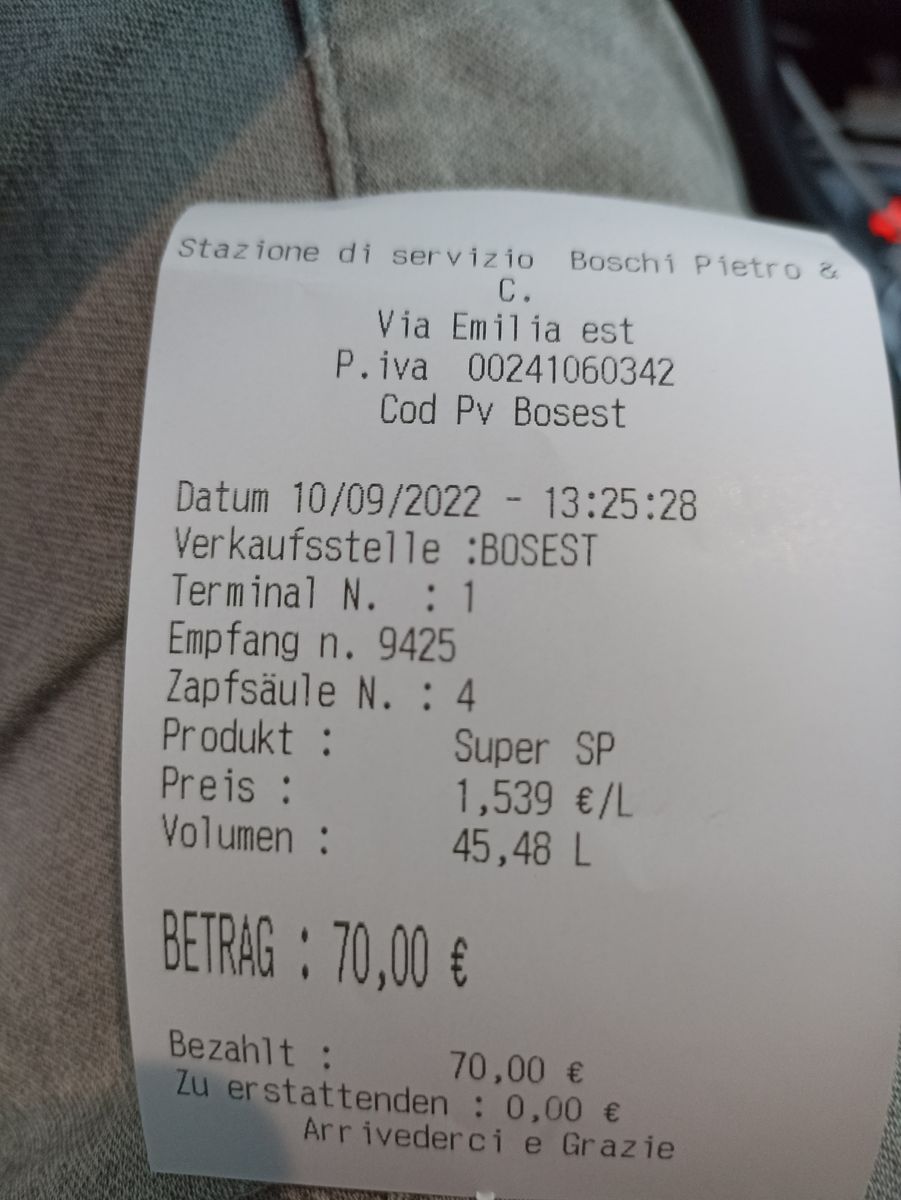 Stazione di servizio Boschi Pietro &
C.
Via Emilia est
P.iva 00241060342
Cod Pv Bosest
Datum 10/09/2022 - 13:25:28
Verkaufsstelle :BOSEST
Terminal N. : 1
Empfang n. 9425
Zapfsäule N. : 4
Produkt : Super SP
Preis : 1,539 €/L
Volumen : 45,48 L
BETRAG : 70,00 €
Bezahlt : 70,00 €
Zu erstattenden : 0,00 €
Arrivederci e Grazie